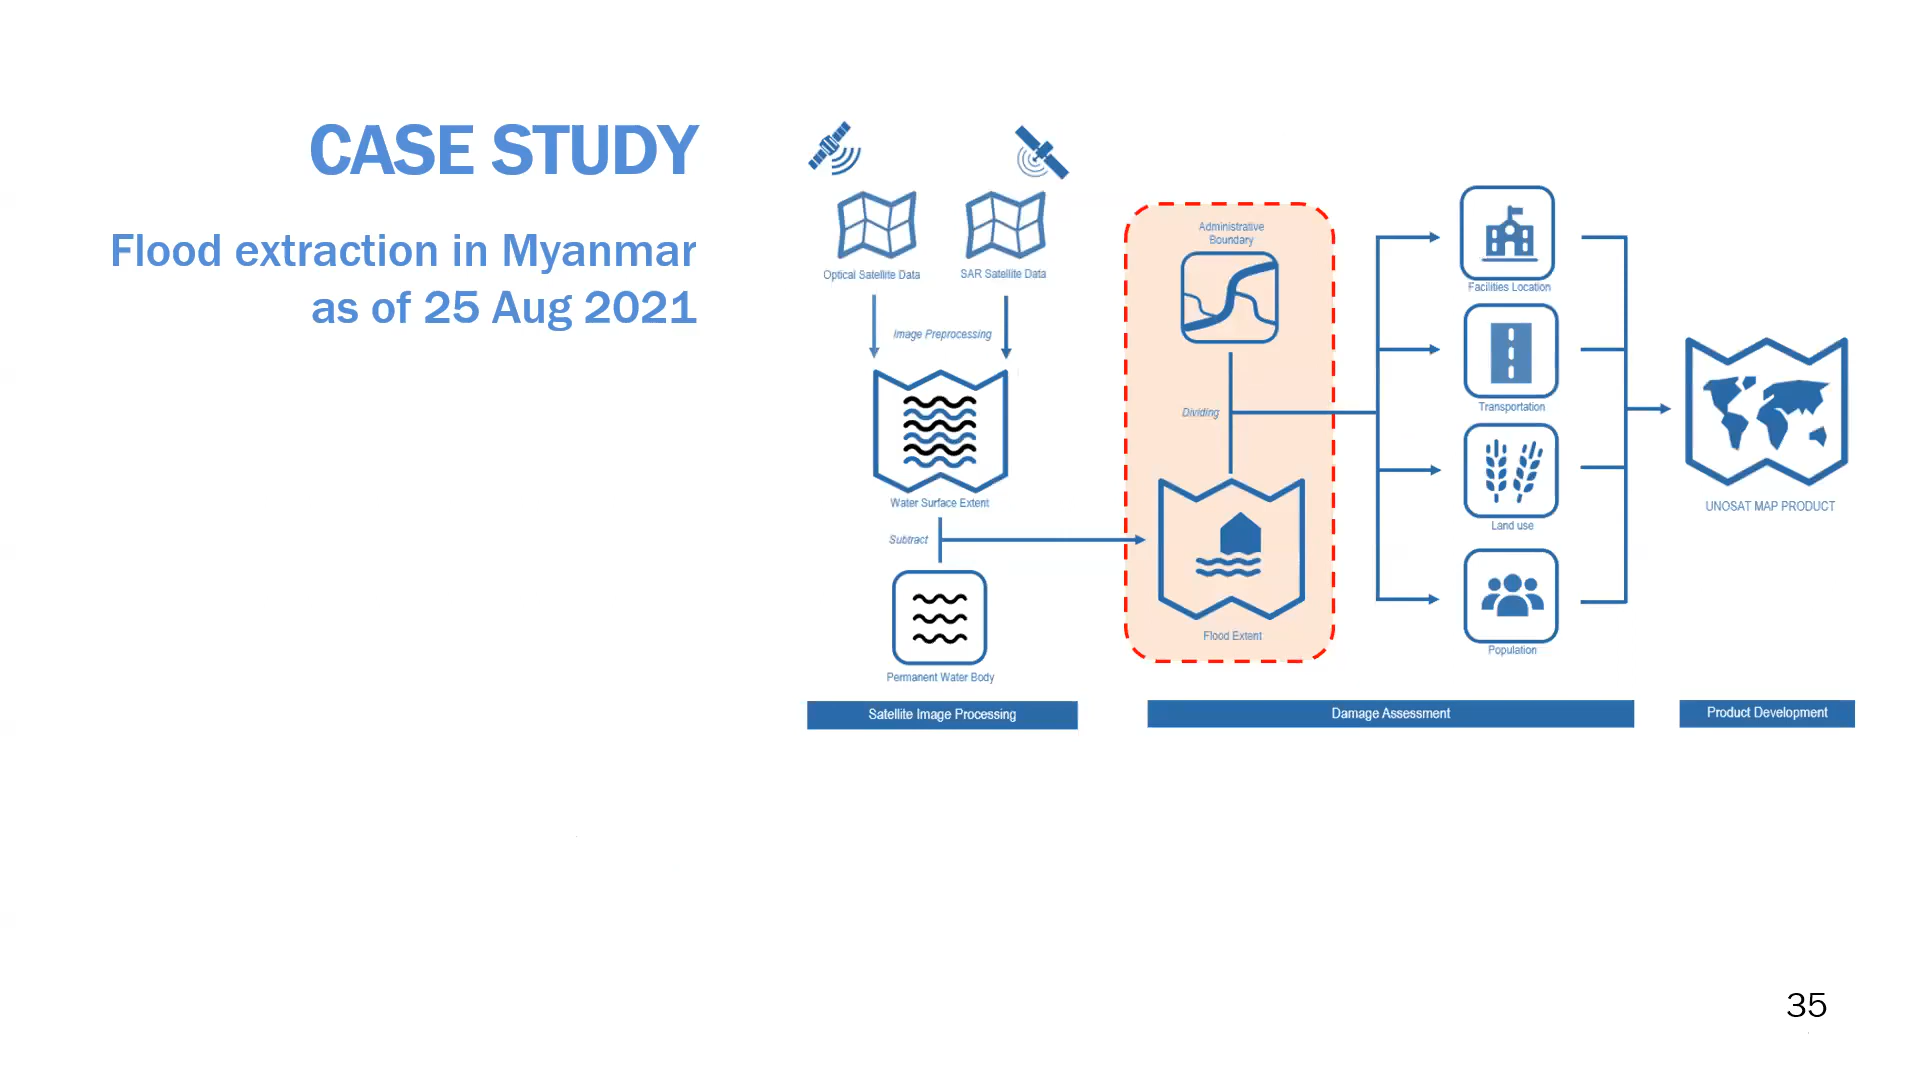 CASE STUDY
Flood extraction in Myanmar
as of 25 Aug 2021
Optical Satellite Data
SAR Satellite Data
Image Preprocessing
Water Surface Extent
Subtract
Permanent Water Body
Satellite Image Processing
Administrative
Boundary
Dividing
Flood Extent
Facilities Location
Transportation
Land use
Population
Damage Assessment
UNOSAT MAP PRODUCT
Product Development
35